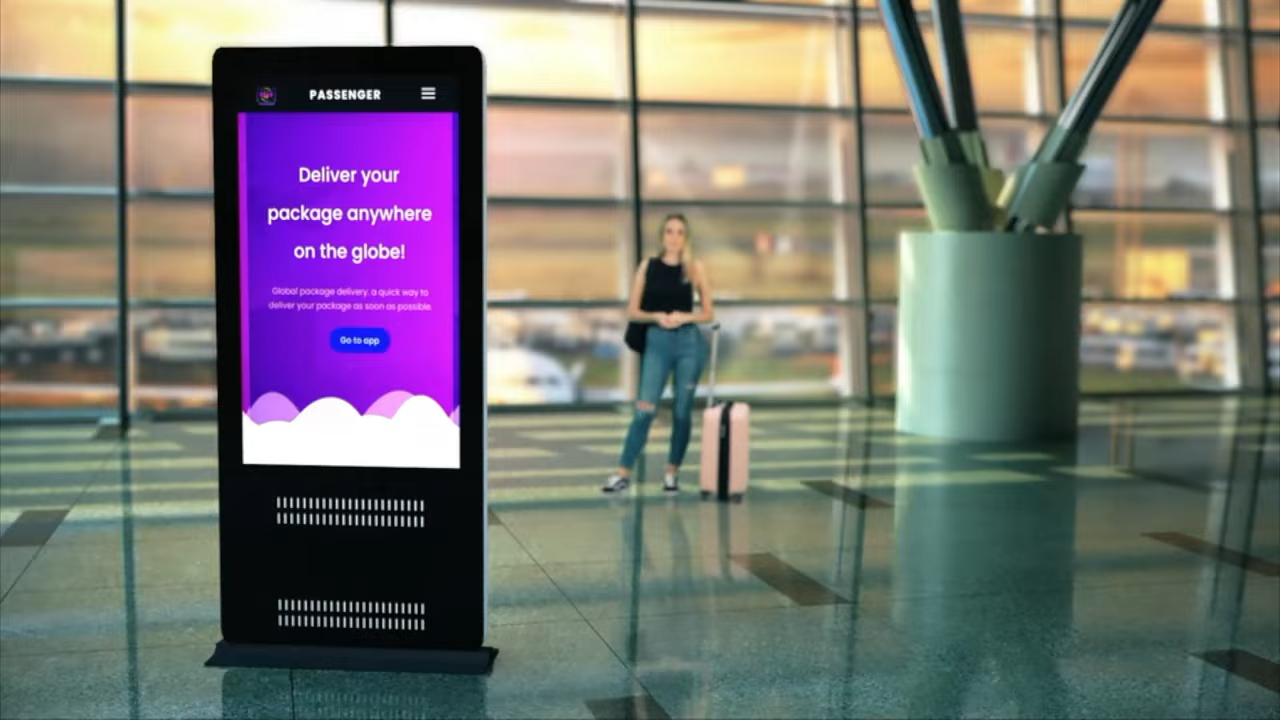 PASSENGER
Deliver your
package anywhere
on the globe!
Global package delivery, a quick way to
deliver your package as soon as possible.
Go to app